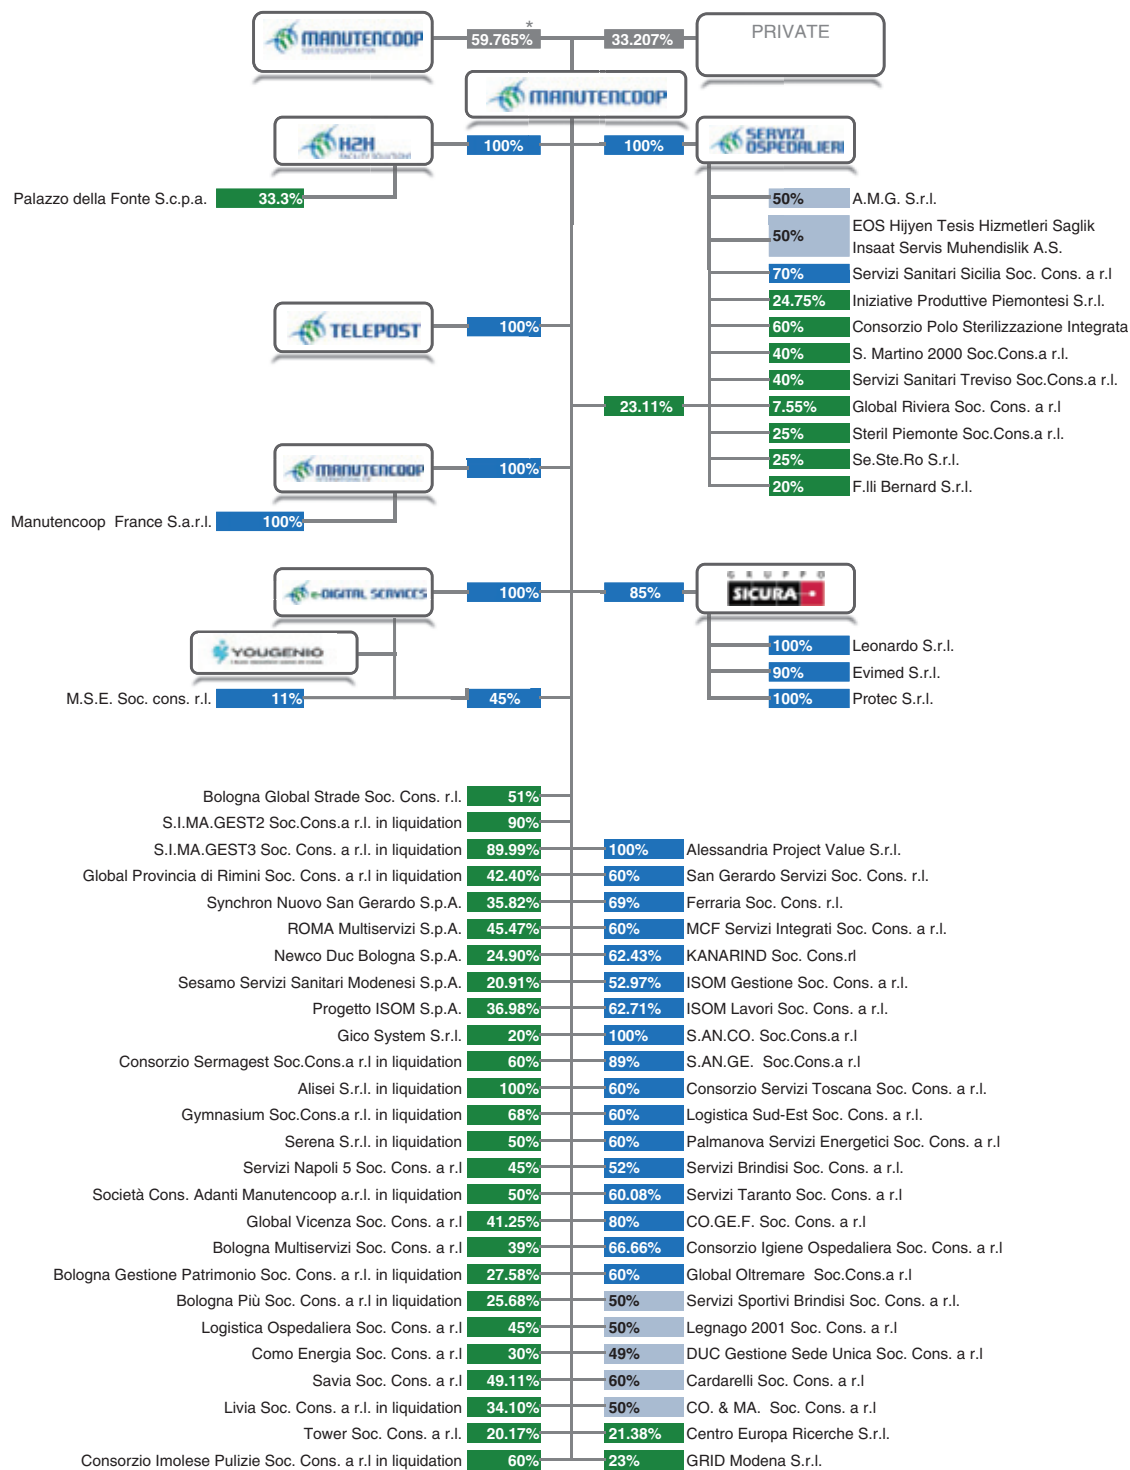 MANUTENCOOP
SOCIETÀ COOPERATIVA
*
59.765%
33.207%
PRIVATE
MANUTENCOOP
H2H
FACILITY SOLUTIONS
100%
100%
SERVIZI
OSPEDALIERI
Palazzo della Fonte S.c.p.a. 33.3%
50% A.M.G. S.r.l.
50% EOS Hijyen Tesis Hizmetleri Saglik
Insaat Servis Muhendislik A.S.
70% Servizi Sanitari Sicilia Soc. Cons. a r.l
24.75% Iniziative Produttive Piemontesi S.r.l.
60% Consorzio Polo Sterilizzazione Integrata
40% S. Martino 2000 Soc.Cons.a r.l.
40% Servizi Sanitari Treviso Soc.Cons.a r.l.
23.11%
7.55% Global Riviera Soc. Cons. a r.l
25% Steril Piemonte Soc.Cons.a r.l.
25% Se.Ste.Ro S.r.l.
20% F.lli Bernard S.r.l.
TELEPOST
100%
MANUTENCOOP
INTERNATIONAL FM
100%
Manutencoop France S.a.r.l. 100%
e-DIGITAL SERVICES
100%
85%
GRUPPO
SICURA
YOUGENIO
M.S.E. Soc. cons. r.l. 11%
45%
100% Leonardo S.r.l.
90% Evimed S.r.l.
100% Protec S.r.l.
Bologna Global Strade Soc. Cons. r.l. 51%
S.I.MA.GEST2 Soc.Cons.a r.l. in liquidation 90%
S.I.MA.GEST3 Soc. Cons. a r.l. in liquidation 89.99% 100% Alessandria Project Value S.r.l.
Global Provincia di Rimini Soc. Cons. a r.l in liquidation 42.40% 60% San Gerardo Servizi Soc. Cons. r.l.
Synchron Nuovo San Gerardo S.p.A. 35.82% 69% Ferraria Soc. Cons. r.l.
ROMA Multiservizi S.p.A. 45.47% 60% MCF Servizi Integrati Soc. Cons. a r.l.
Newco Duc Bologna S.p.A. 24.90% 62.43% KANARIND Soc. Cons.rl
Sesamo Servizi Sanitari Modenesi S.p.A. 20.91% 52.97% ISOM Gestione Soc. Cons. a r.l.
Progetto ISOM S.p.A. 36.98% 62.71% ISOM Lavori Soc. Cons. a r.l.
Gico System S.r.l. 20% 100% S.AN.CO. Soc.Cons.a r.l
Consorzio Sermagest Soc.Cons.a r.l in liquidation 60% 89% S.AN.GE. Soc.Cons.a r.l
Alisei S.r.l. in liquidation 100% 60% Consorzio Servizi Toscana Soc. Cons. a r.l.
Gymnasium Soc.Cons.a r.l. in liquidation 68% 60% Logistica Sud-Est Soc. Cons. a r.l.
Serena S.r.l. in liquidation 50% 60% Palmanova Servizi Energetici Soc. Cons. a r.l
Servizi Napoli 5 Soc. Cons. a r.l 45% 52% Servizi Brindisi Soc. Cons. a r.l.
Società Cons. Adanti Manutencoop a.r.l. in liquidation 50% 60.08% Servizi Taranto Soc. Cons. a r.l
Global Vicenza Soc. Cons. a r.l 41.25% 80% CO.GE.F. Soc. Cons. a r.l
Bologna Multiservizi Soc. Cons. a r.l 39% 66.66% Consorzio Igiene Ospedaliera Soc. Cons. a r.l
Bologna Gestione Patrimonio Soc. Cons. a r.l. in liquidation 27.58% 60% Global Oltremare Soc.Cons.a r.l
Bologna Più Soc. Cons. a r.l in liquidation 25.68% 50% Servizi Sportivi Brindisi Soc. Cons. a r.l.
Logistica Ospedaliera Soc. Cons. a r.l 45% 50% Legnago 2001 Soc. Cons. a r.l
Como Energia Soc. Cons. a r.l 30% 49% DUC Gestione Sede Unica Soc. Cons. a r.l
Savia Soc. Cons. a r.l 49.11% 60% Cardarelli Soc. Cons. a r.l
Livia Soc. Cons. a r.l. in liquidation 34.10% 50% CO. & MA. Soc. Cons. a r.l
Tower Soc. Cons. a r.l. 20.17% 21.38% Centro Europa Ricerche S.r.l.
Consorzio Imolese Pulizie Soc. Cons. a r.l in liquidation 60% 23% GRID Modena S.r.l.